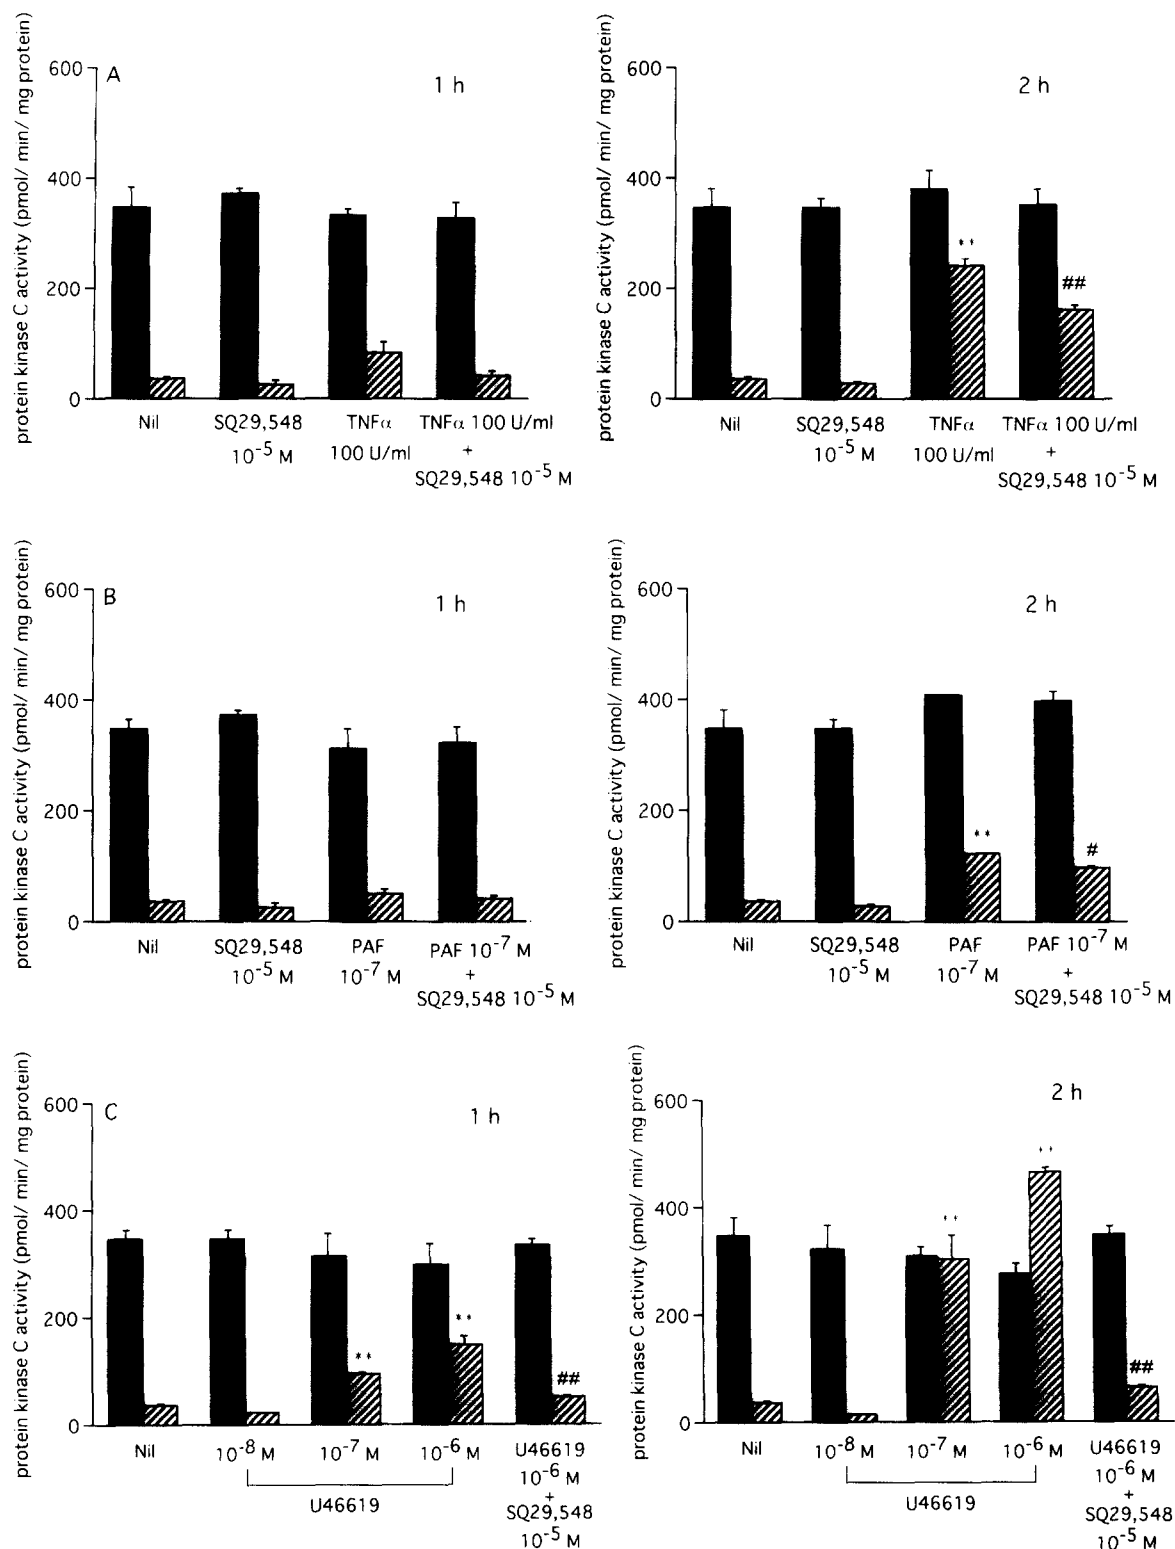 A
1 h
protein kinase C activity (pmol/ min/ mg protein)
600
400
200
0
Nil
SQ29,548
10-5 M
TNFα
100 U/ml
TNFα 100 U/ml
+
SQ29,548 10-5 M
2 h
protein kinase C activity (pmol/ min/ mg protein)
600
400
200
0
**
##
Nil
SQ29,548
10-5 M
TNFα
100 U/ml
TNFα 100 U/ml
+
SQ29,548 10-5 M
B
1 h
protein kinase C activity (pmol/ min/ mg protein)
600
400
200
0
Nil
SQ29,548
10-5 M
PAF
10-7 M
PAF 10-7 M
+
SQ29,548 10-5 M
2 h
protein kinase C activity (pmol/ min/ mg protein)
600
400
200
0
**
#
Nil
SQ29,548
10-5 M
PAF
10-7 M
PAF 10-7 M
+
SQ29,548 10-5 M
C
1 h
protein kinase C activity (pmol/ min/ mg protein)
600
400
200
0
**
**
##
Nil
10-8 M
10-7 M
10-6 M
U46619
U46619
10-6 M
+
SQ29,548
10-5 M
2 h
protein kinase C activity (pmol/ min/ mg protein)
600
400
200
0
**
**
##
Nil
10-8 M
10-7 M
10-6 M
U46619
U46619
10-6 M
+
SQ29,548
10-5 M